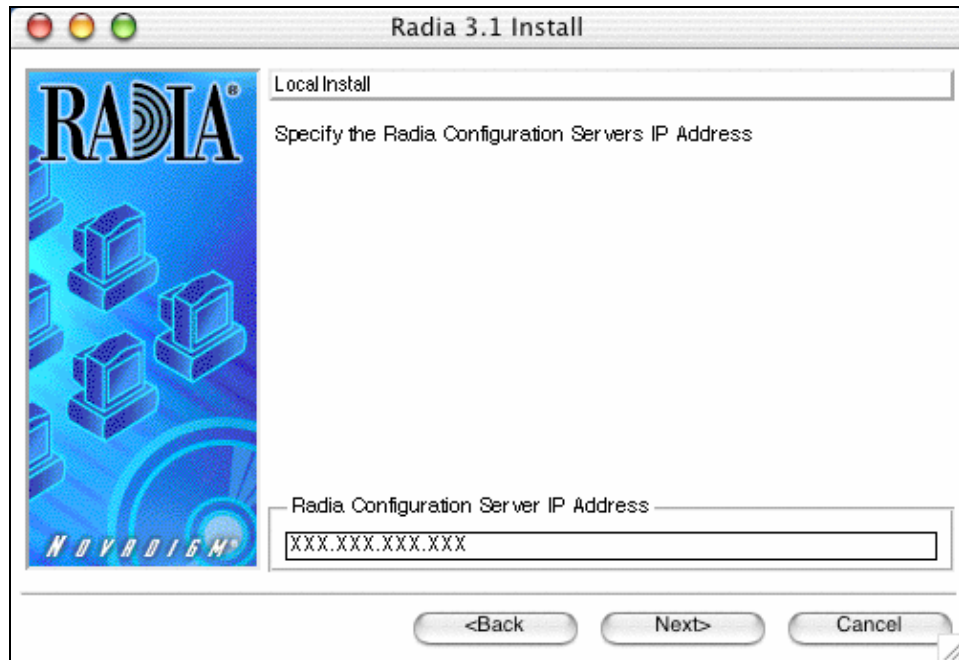 Radia 3.1 Install
RADIA®
Local Install
Specify the Radia Configuration Servers IP Address
Radia Configuration Server IP Address
XXX.XXX.XXX.XXX
NOVADIGM®
<Back
Next>
Cancel